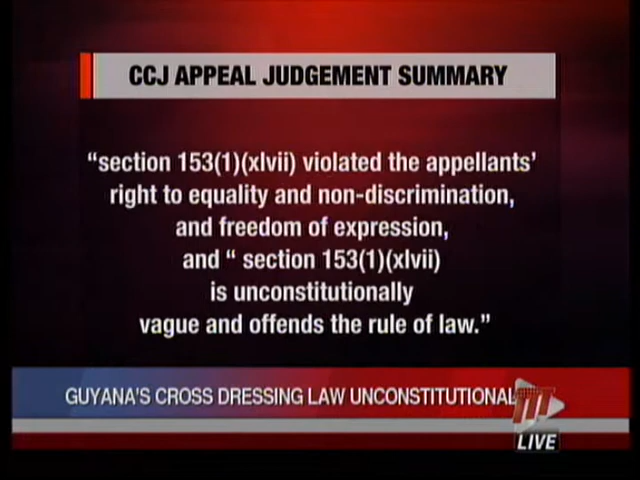 CCJ APPEAL JUDGEMENT SUMMARY
“section 153(1)(xlvii) violated the appellants’
right to equality and non-discrimination,
and freedom of expression,
and “ section 153(1)(xlvii)
is unconstitutionally
vague and offends the rule of law.”
GUYANA'S CROSS DRESSING LAW UNCONSTITUTIONAL
LIVE